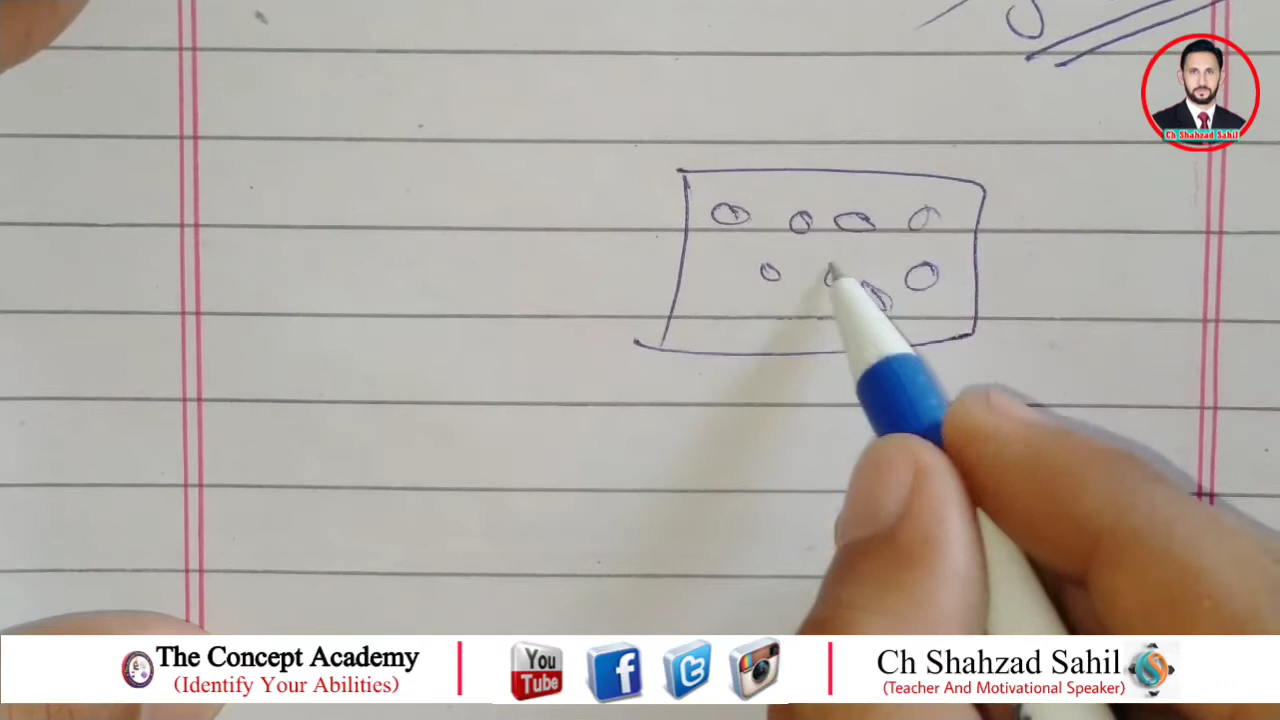 Ch Shahzad Sahil
The Concept Academy
(Identify Your Abilities)
You
Tube
Ch Shahzad Sahil
(Teacher And Motivational Speaker)